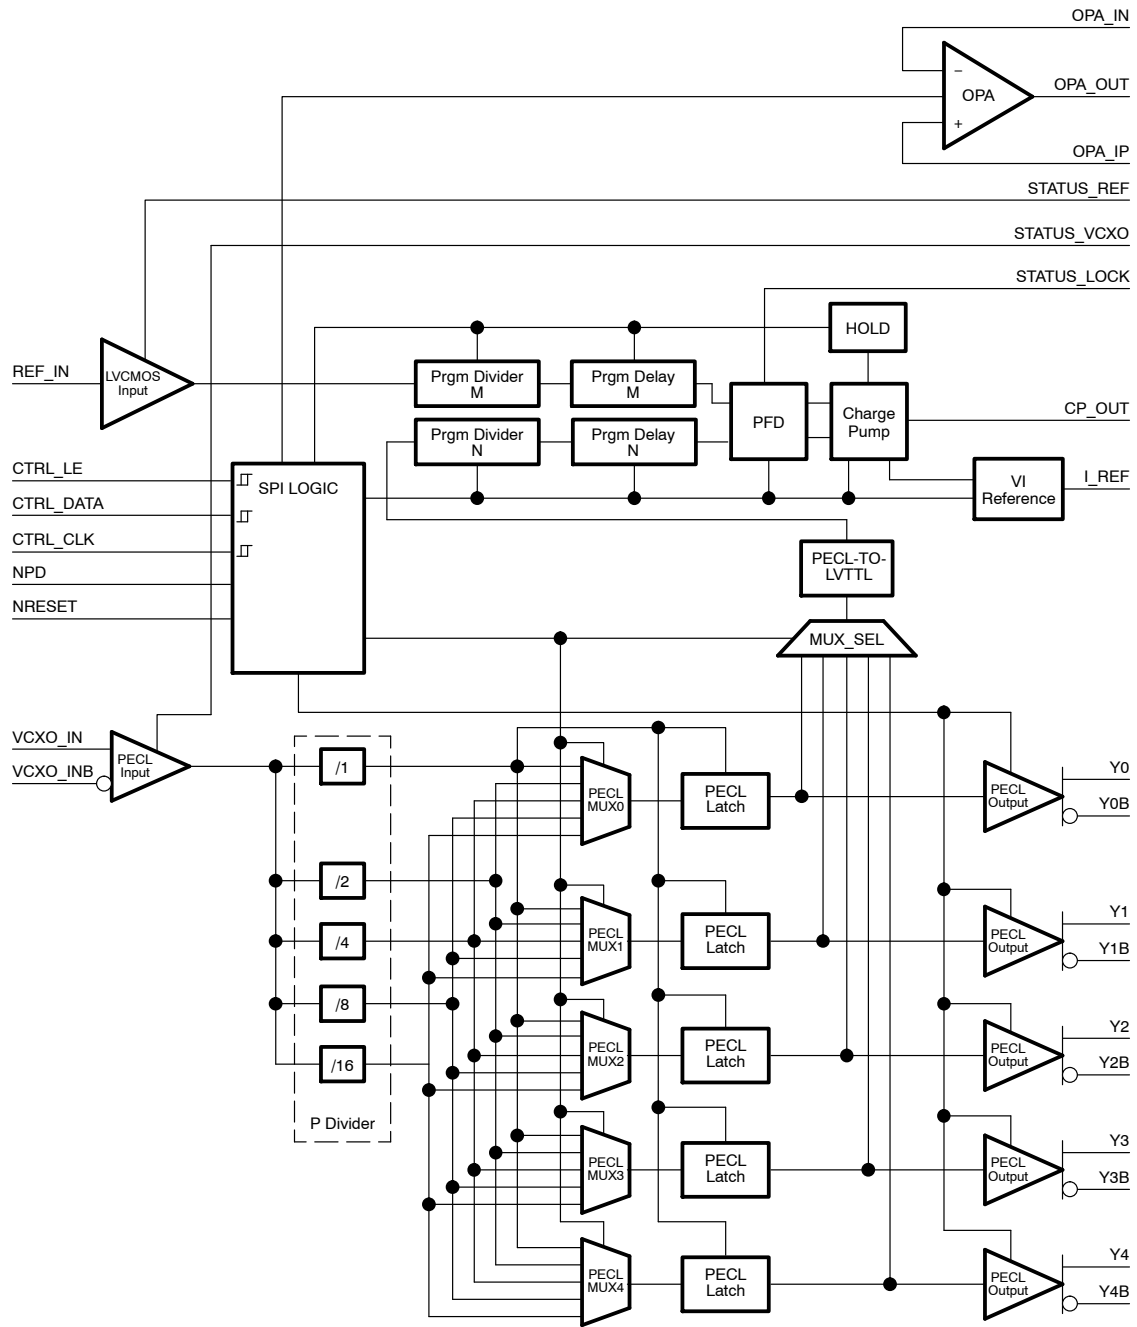 OPA_IN
−
OPA
OPA_OUT
+
OPA_IP
STATUS_REF
STATUS_VCXO
STATUS_LOCK
HOLD
REF_IN
LVCMOS
Input
Prgm Divider
M
Prgm Delay
M
PFD
Charge
Pump
CP_OUT
Prgm Divider
N
Prgm Delay
N
CTRL_LE
SPI LOGIC
VI
Reference
I_REF
CTRL_DATA
CTRL_CLK
NPD
NRESET
PECL-TO-
LVTTL
MUX_SEL
VCXO_IN
VCXO_INB
PECL
Input
/1
PECL
MUX0
PECL
Latch
PECL
Output
Y0
Y0B
/2
PECL
MUX1
PECL
Latch
PECL
Output
Y1
Y1B
/4
/8
PECL
MUX2
PECL
Latch
PECL
Output
Y2
Y2B
/16
P Divider
PECL
MUX3
PECL
Latch
PECL
Output
Y3
Y3B
PECL
MUX4
PECL
Latch
PECL
Output
Y4
Y4B